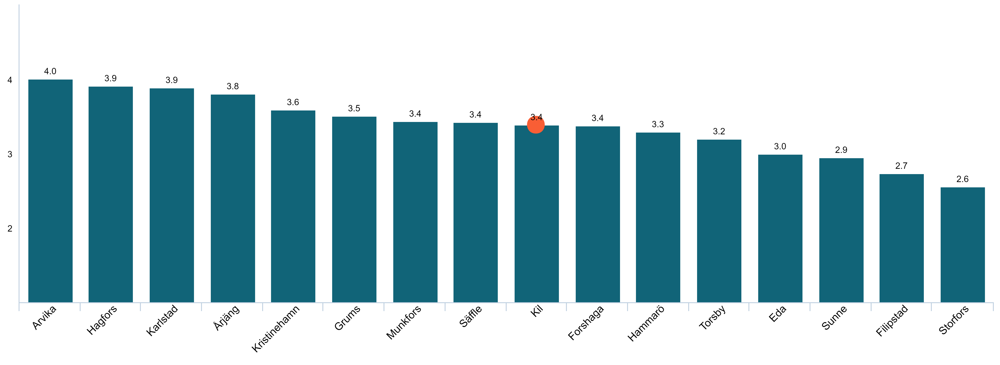 4.0
3.9
3.9
3.8
3.6
3.5
3.4
3.4
3.4
3.4
3.3
3.2
3.0
2.9
2.7
2.6
4
3
2
Arvika
Hagfors
Karlstad
Årjäng
Kristinehamn
Grums
Munkfors
Säffle
Kil
Forshaga
Hammarö
Torsby
Eda
Sunne
Filipstad
Storfors